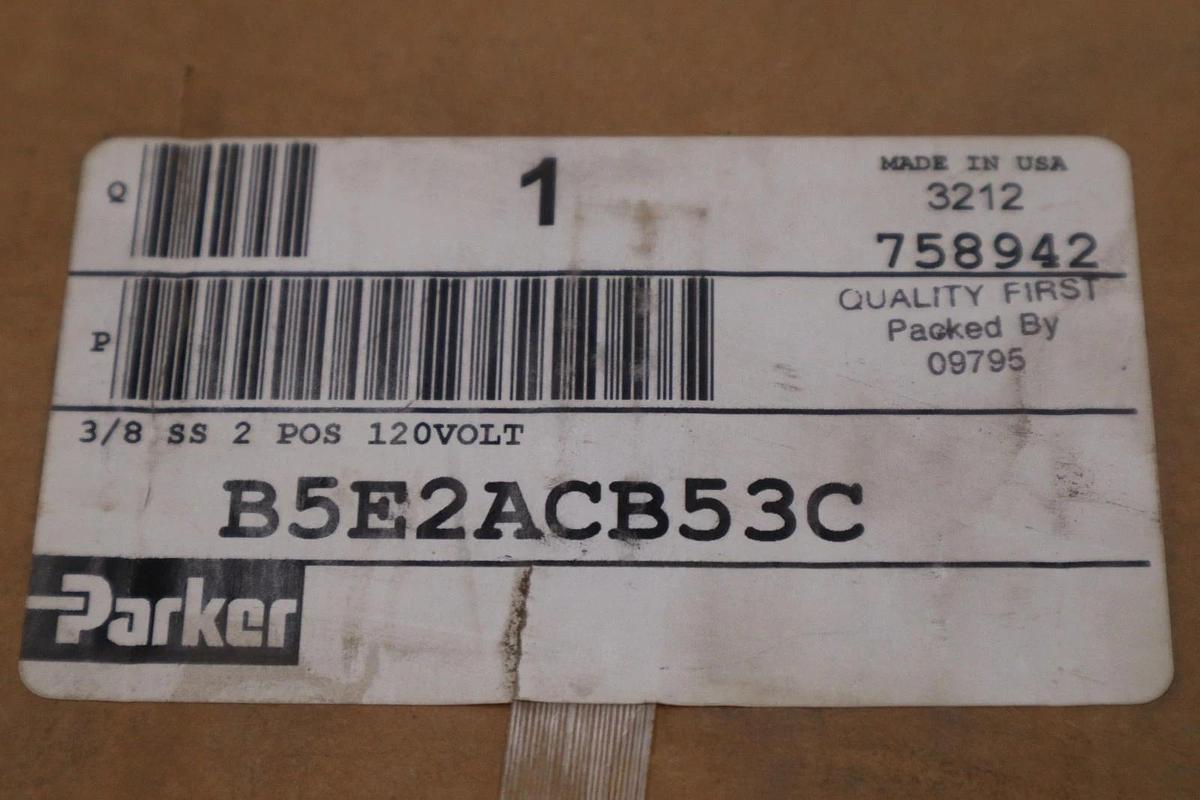 Q
1
MADE IN USA
3212
758942
P
QUALITY FIRST
Packed By
09795
3/8 SS 2 POS 120VOLT
B5E2ACB53C
Parker